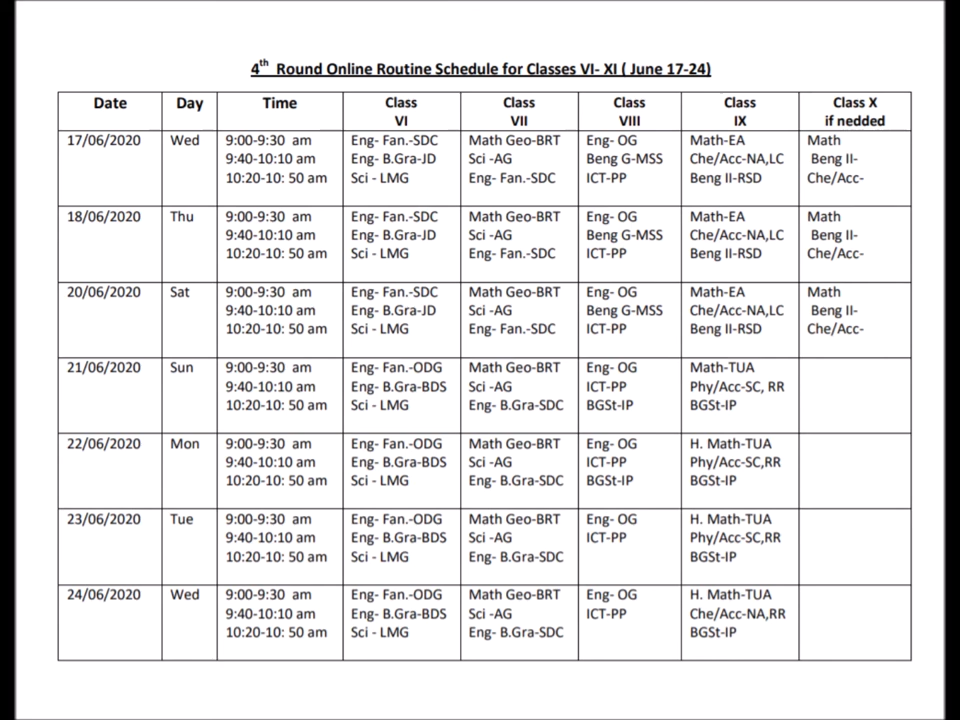 4th Round Online Routine Schedule for Classes VI- XI ( June 17-24)
Date Day Time Class VI Class VII Class VIII Class IX Class X if nedded
17/06/2020 Wed 9:00-9:30 am Eng- Fan.-SDC Math Geo-BRT Eng- OG Math-EA Math
9:40-10:10 am Eng- B.Gra-JD Sci -AG Beng G-MSS Che/Acc-NA,LC Beng II-
10:20-10: 50 am Sci - LMG Eng- Fan.-SDC ICT-PP Beng II-RSD Che/Acc-
18/06/2020 Thu 9:00-9:30 am Eng- Fan.-SDC Math Geo-BRT Eng- OG Math-EA Math
9:40-10:10 am Eng- B.Gra-JD Sci -AG Beng G-MSS Che/Acc-NA,LC Beng II-
10:20-10: 50 am Sci - LMG Eng- Fan.-SDC ICT-PP Beng II-RSD Che/Acc-
20/06/2020 Sat 9:00-9:30 am Eng- Fan.-SDC Math Geo-BRT Eng- OG Math-EA Math
9:40-10:10 am Eng- B.Gra-JD Sci -AG Beng G-MSS Che/Acc-NA,LC Beng II-
10:20-10: 50 am Sci - LMG Eng- Fan.-SDC ICT-PP Beng II-RSD Che/Acc-
21/06/2020 Sun 9:00-9:30 am Eng- Fan.-ODG Math Geo-BRT Eng- OG Math-TUA
9:40-10:10 am Eng- B.Gra-BDS Sci -AG ICT-PP Phy/Acc-SC, RR
10:20-10: 50 am Sci - LMG Eng- B.Gra-SDC BGSt-IP BGSt-IP
22/06/2020 Mon 9:00-9:30 am Eng- Fan.-ODG Math Geo-BRT Eng- OG H. Math-TUA
9:40-10:10 am Eng- B.Gra-BDS Sci -AG ICT-PP Phy/Acc-SC,RR
10:20-10: 50 am Sci - LMG Eng- B.Gra-SDC BGSt-IP BGSt-IP
23/06/2020 Tue 9:00-9:30 am Eng- Fan.-ODG Math Geo-BRT Eng- OG H. Math-TUA
9:40-10:10 am Eng- B.Gra-BDS Sci -AG ICT-PP Phy/Acc-SC,RR
10:20-10: 50 am Sci - LMG Eng- B.Gra-SDC BGSt-IP
24/06/2020 Wed 9:00-9:30 am Eng- Fan.-ODG Math Geo-BRT Eng- OG H. Math-TUA
9:40-10:10 am Eng- B.Gra-BDS Sci -AG ICT-PP Che/Acc-NA,RR
10:20-10: 50 am Sci - LMG Eng- B.Gra-SDC BGSt-IP